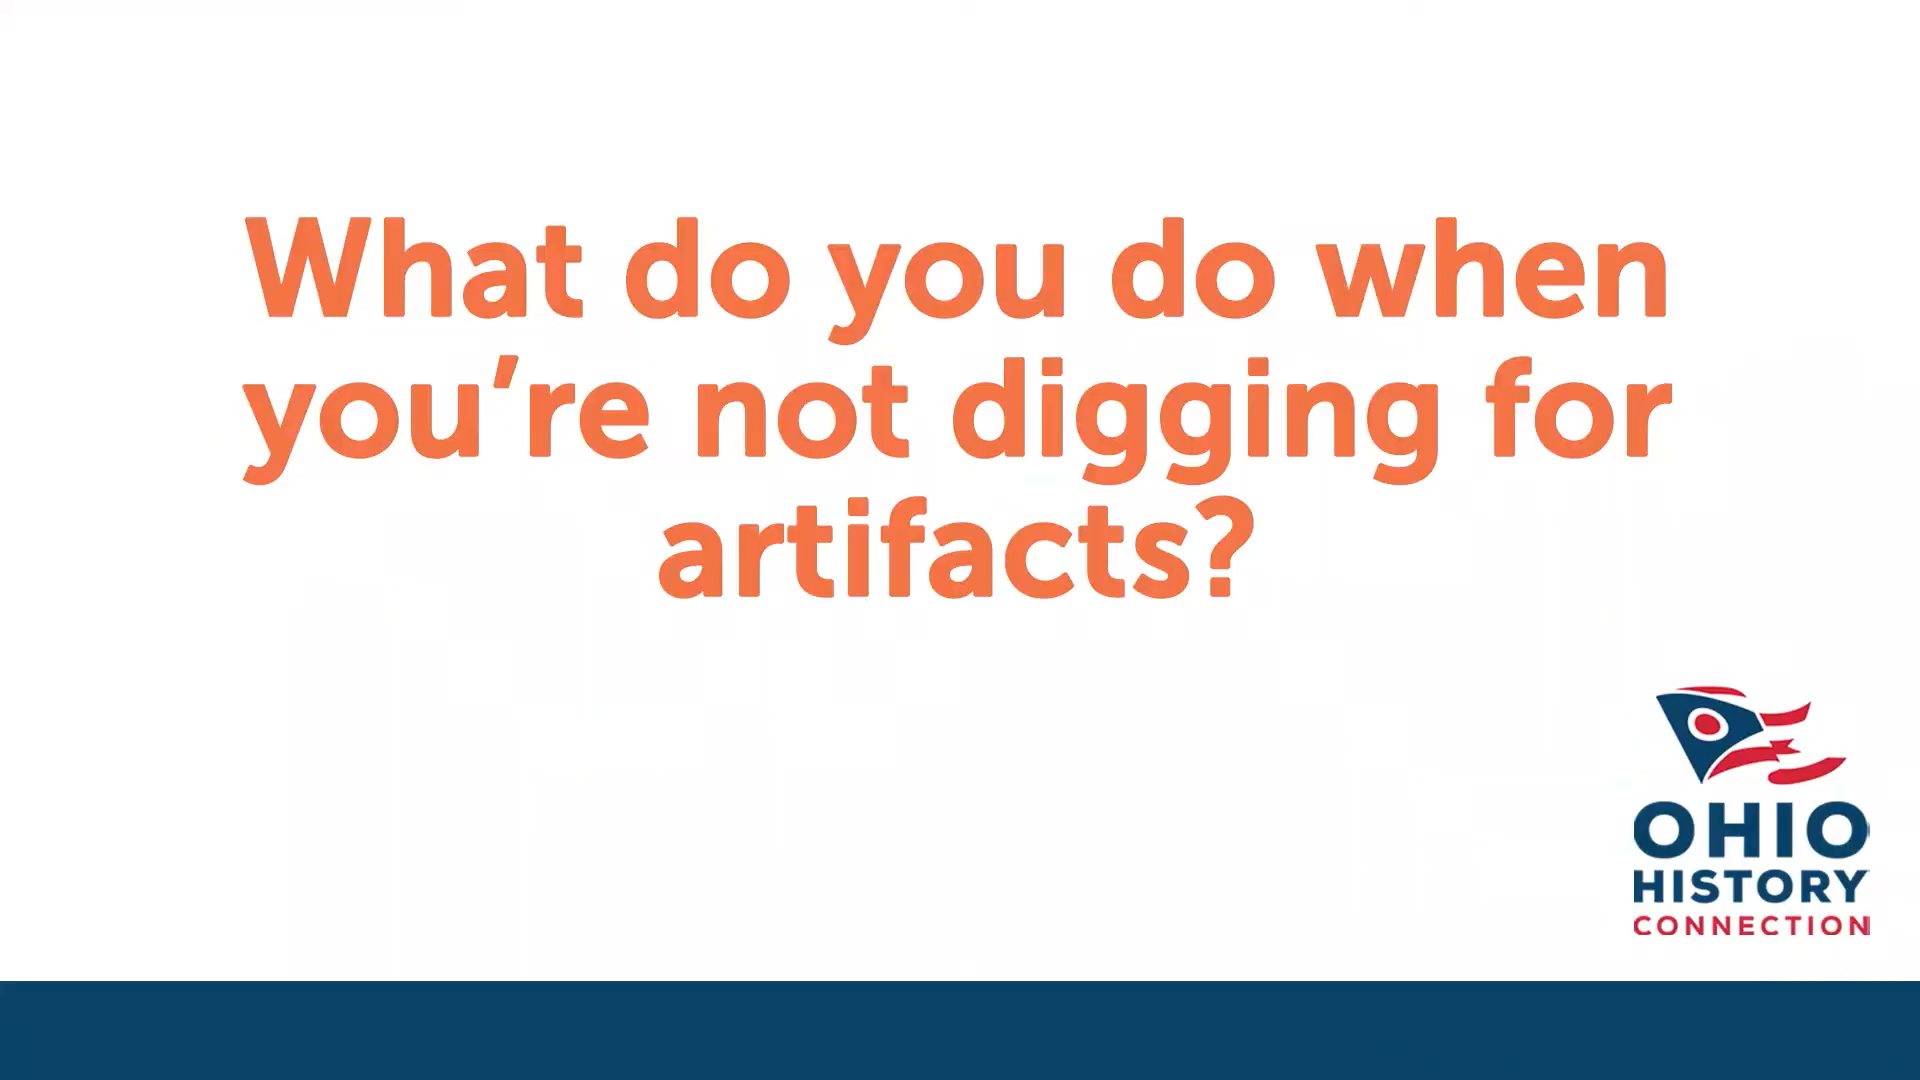 What do you do when
you’re not digging for
artifacts?
OHIO
HISTORY
CONNECTION